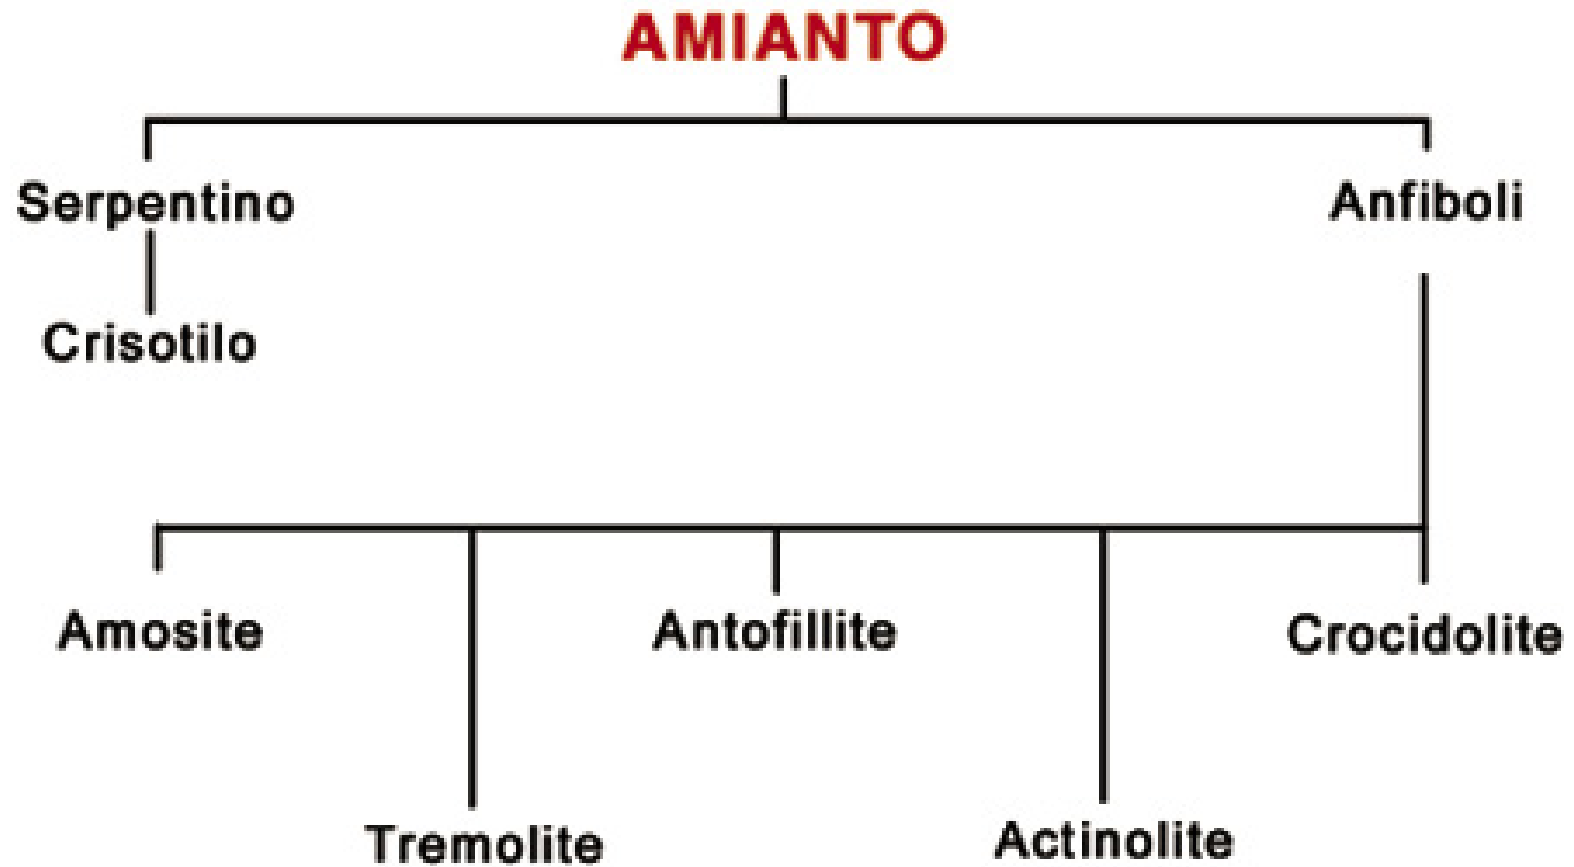 AMIANTO
Serpentino
Anfiboli
Crisotilo
Amosite
Antofillite
Crocidolite
Tremolite
Actinolite